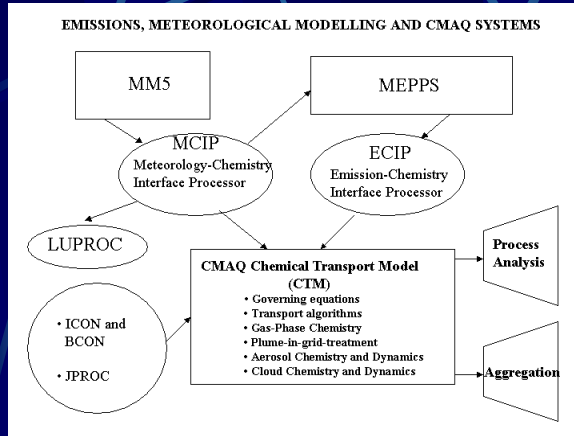 EMISSIONS, METEOROLOGICAL MODELLING AND CMAQ SYSTEMS
MM5
MEPPS
MCIP
Meteorology-Chemistry
Interface Processor
ECIP
Emission-Chemistry
Interface Processor
LUPROC
CMAQ Chemical Transport Model
(CTM)
• Governing equations
• Transport algorithms
• Gas-Phase Chemistry
• Plume-in-grid-treatment
• Aerosol Chemistry and Dynamics
• Cloud Chemistry and Dynamics
Process
Analysis
• ICON and
BCON
• JPROC
Aggregation